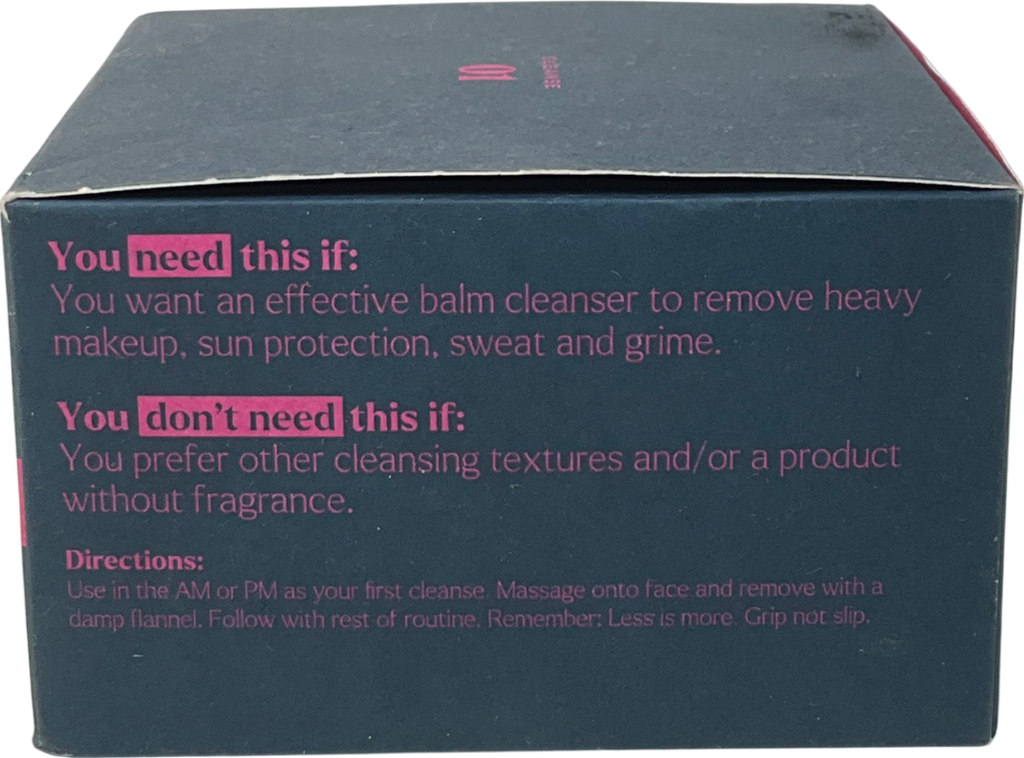 You need this if:
You want an effective balm cleanser to remove heavy
makeup, sun protection, sweat and grime.
You don't need this if:
You prefer other cleansing textures and/or a product
without fragrance.
Directions:
Use in the AM or PM as your first cleanse. Massage onto face and remove with a
damp flannel. Follow with rest of routine. Remember: Less is more. Grip not slip.